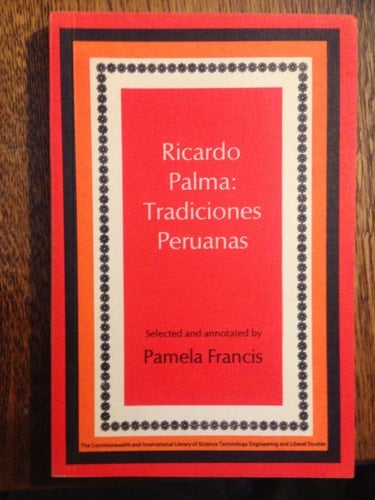 Ricardo
Palma:
Tradiciones
Peruanas
Selected and annotated by
Pamela Francis
The Commonwealth and International Library of Science Technology Engineering and Liberal Studies